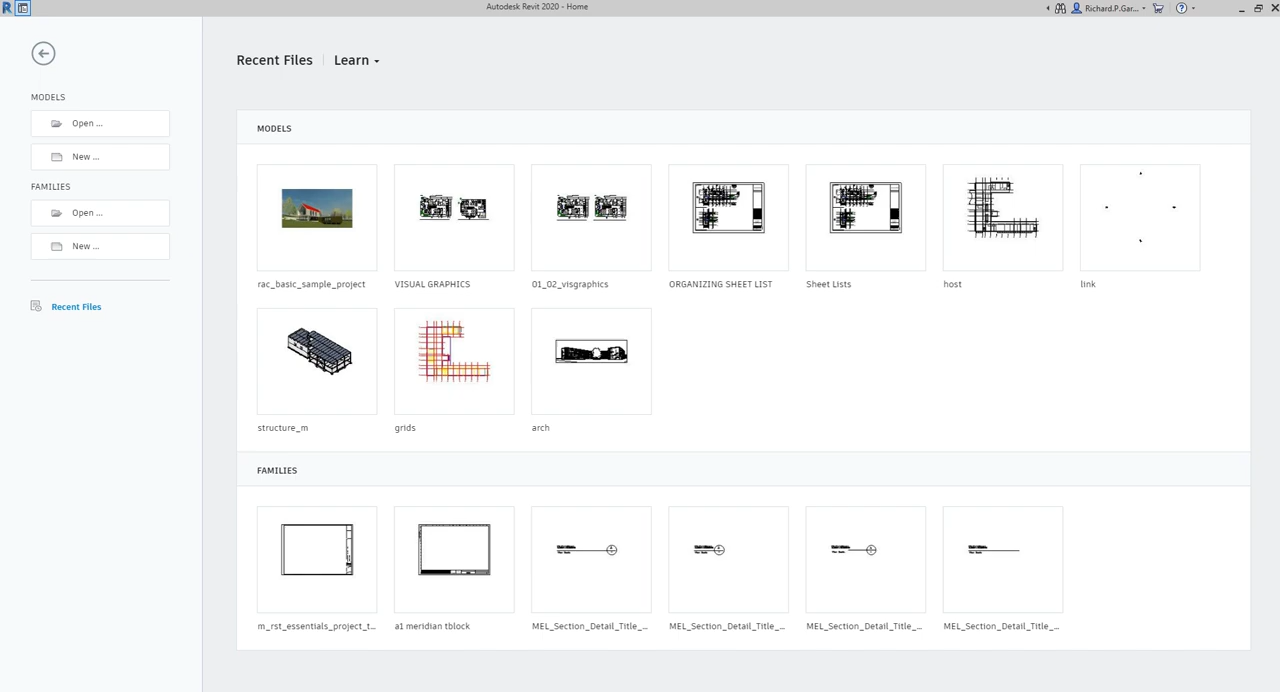 Autodesk Revit 2020 - Home
Richard.P.Gar...
Recent Files
Learn
MODELS
Open ...
New ...
FAMILIES
Open ...
New ...
Recent Files
MODELS
rac_basic_sample_project
VISUAL GRAPHICS
01_02_visgraphics
ORGANIZING SHEET LIST
Sheet Lists
host
link
structure_m
grids
arch
FAMILIES
m_rst_essentials_project_t...
a1 meridian tblock
MEL_Section_Detail_Title_...
MEL_Section_Detail_Title_...
MEL_Section_Detail_Title_...
MEL_Section_Detail_Title_...